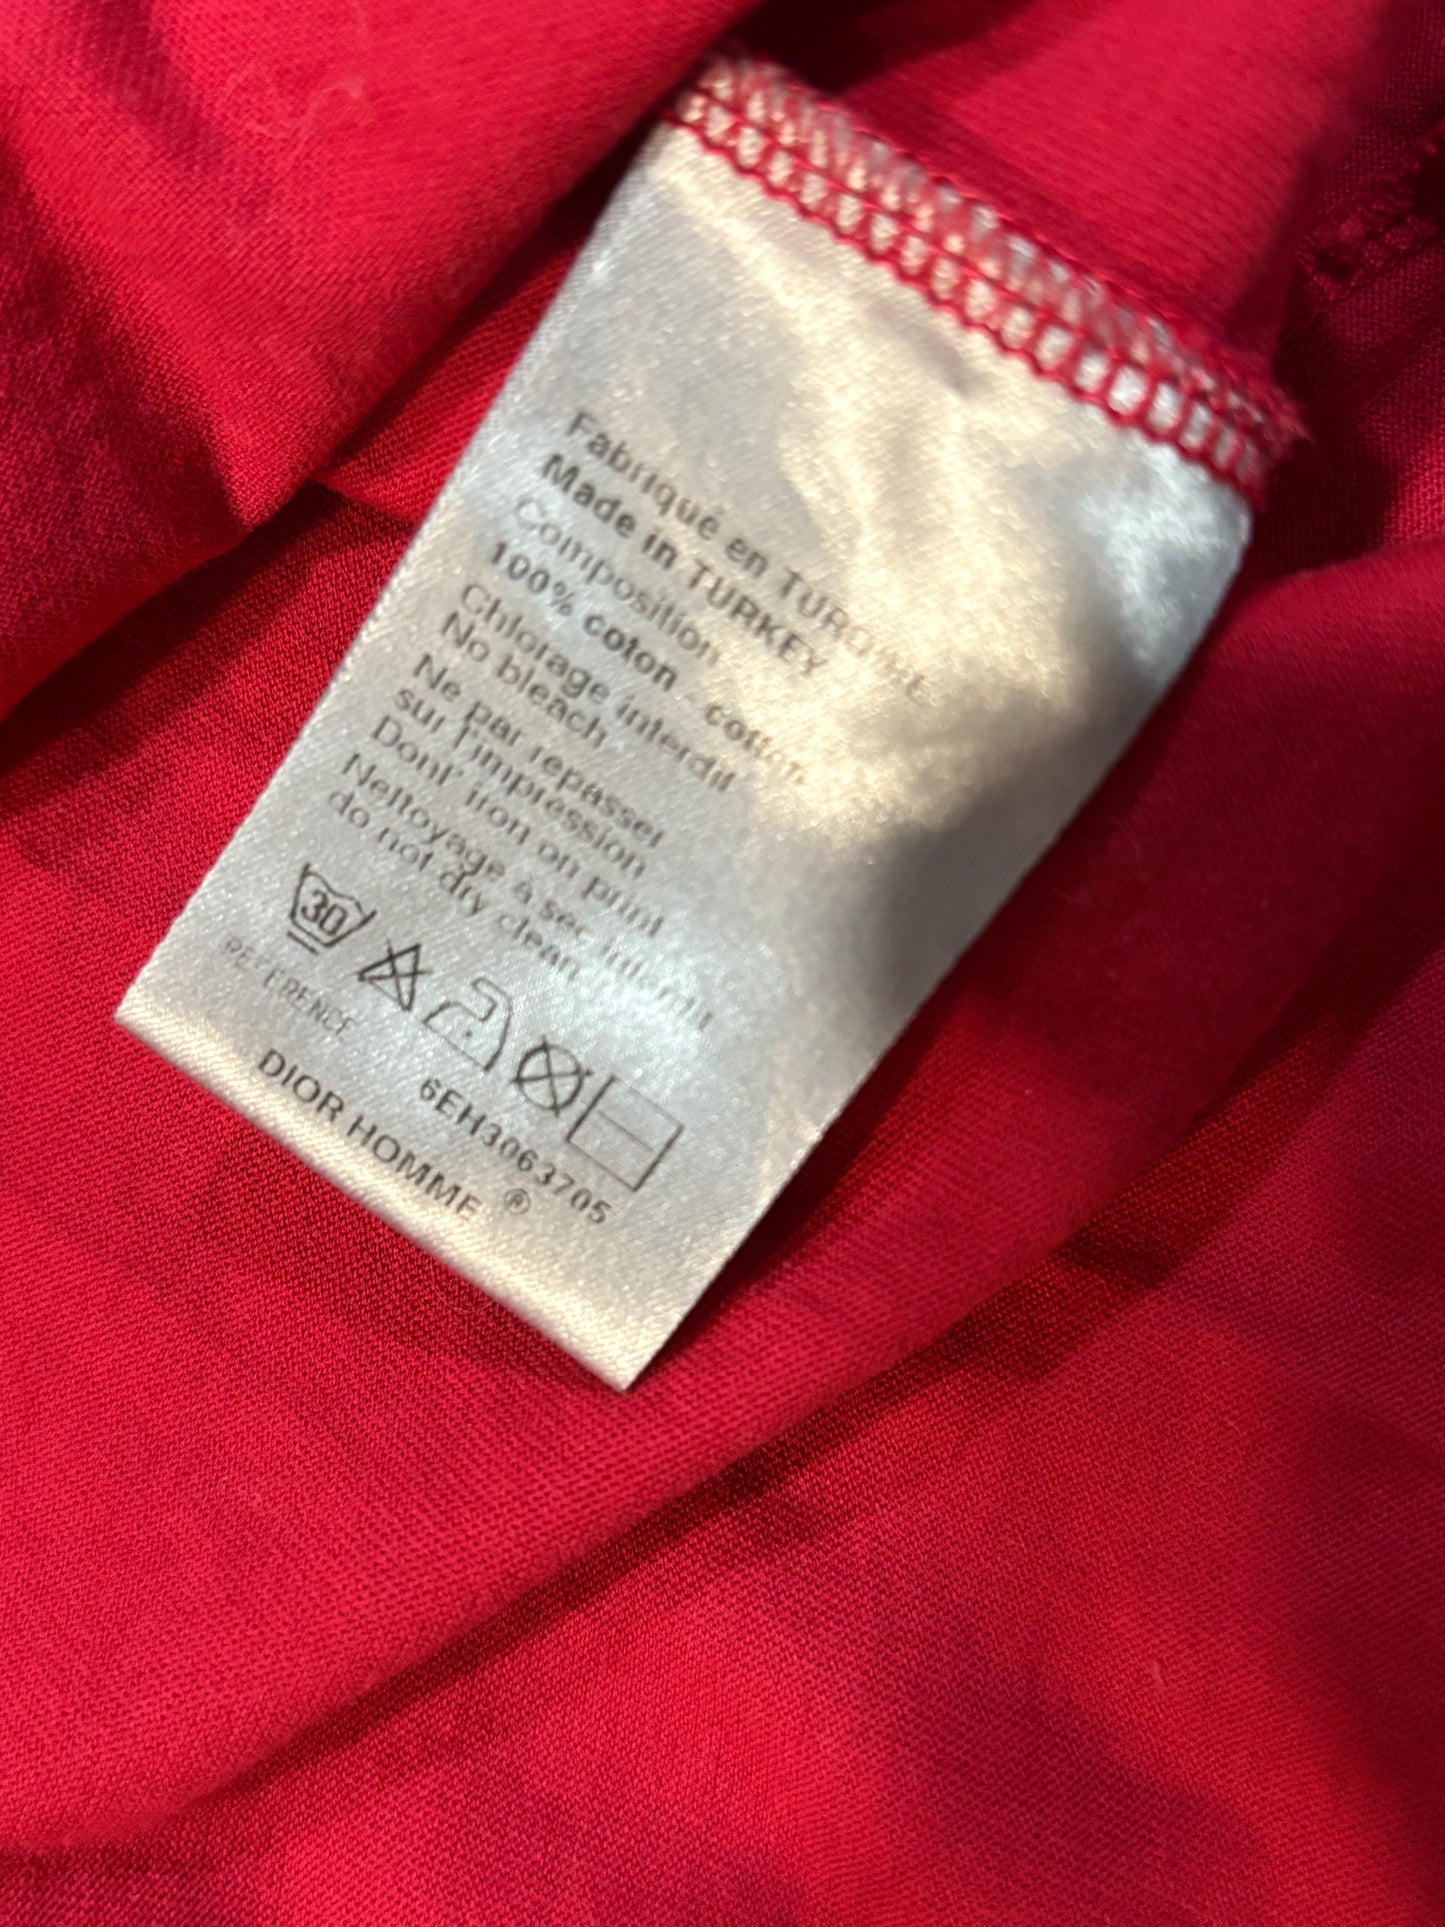 Fabriqué en TURQUIE
Made in TURKEY
Composition
100% coton - cotton
Chlorage interdit
No bleach
Ne pas repasser
sur l'impression
Dont' iron on print
Nettoyage à sec interdit
do not dry clean
30
REFERENCE 6EH3063705
DIOR HOMME ®